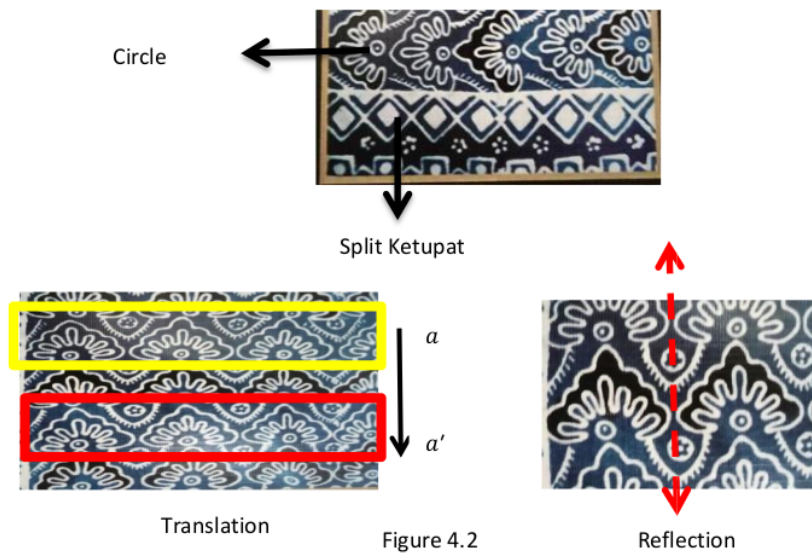 Circle
Split Ketupat
a
a′
Translation
Figure 4.2
Reflection